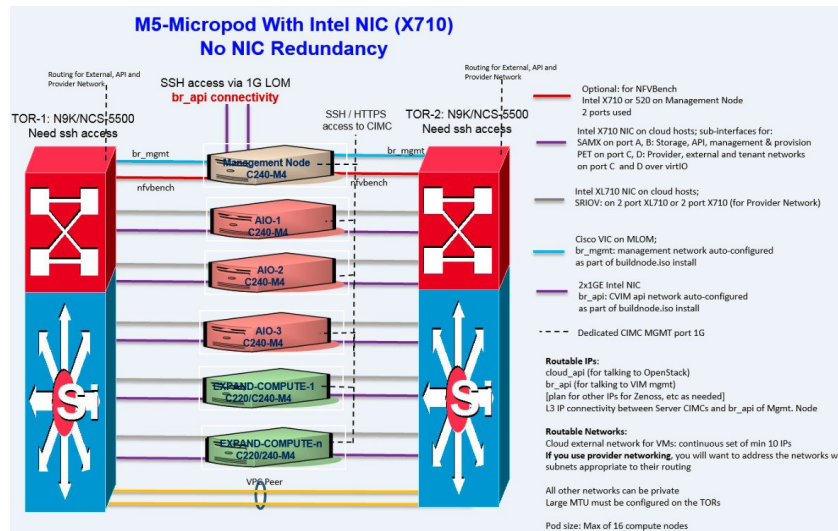 M5-Micropod With Intel NIC (X710)
No NIC Redundancy
Routing for External, API and
Provider Network
SSH access via 1G LOM
br_api connectivity
Routing for External, API and
Provider Network
TOR-1: N9K/NCS-5500
Need ssh access
SSH / HTTPS
access to CIMC
TOR-2: N9K/NCS-5500
Need ssh access
br_mgmt
br_mgmt
Management Node
C240-M4
nfvbench
nfvbench
AIO-1
C240-M4
AIO-2
C240-M4
AIO-3
C240-M4
EXPAND-COMPUTE-1
C220/C240-M4
EXPAND-COMPUTE-n
C220/240-M4
Si
Si
VPC Peer
Optional: for NFVBench
Intel X710 or 520 on Management Node
2 ports used
Intel X710 NIC on cloud hosts; sub-interfaces for:
SAMX on port A, B: Storage, API, management & provision
PET on port C, D: Provider, external and tenant networks
on port C and D over virtIO
Intel XL710 NIC on cloud hosts;
SRIOV: on 2 port XL710 or 2 port X710 (for Provider Network)
Cisco VIC on MLOM;
br_mgmt: management network auto-configured
as part of buildnode.iso install
2x1GE Intel NIC
br_api: CVIM api network auto-configured
as part of buildnode.iso install
Dedicated CIMC MGMT port 1G
Routable IPs:
cloud_api (for talking to OpenStack)
br_api (for talking to VIM mgmt)
[plan for other IPs for Zenoss, etc as needed]
L3 IP connectivity between Server CIMCs and br_api of Mgmt. Node
Routable Networks:
Cloud external network for VMs: continuous set of min 10 IPs
If you use provider networking, you will want to address the networks w
subnets appropriate to their routing
All other networks can be private
Large MTU must be configured on the TORs
Pod size: Max of 16 compute nodes